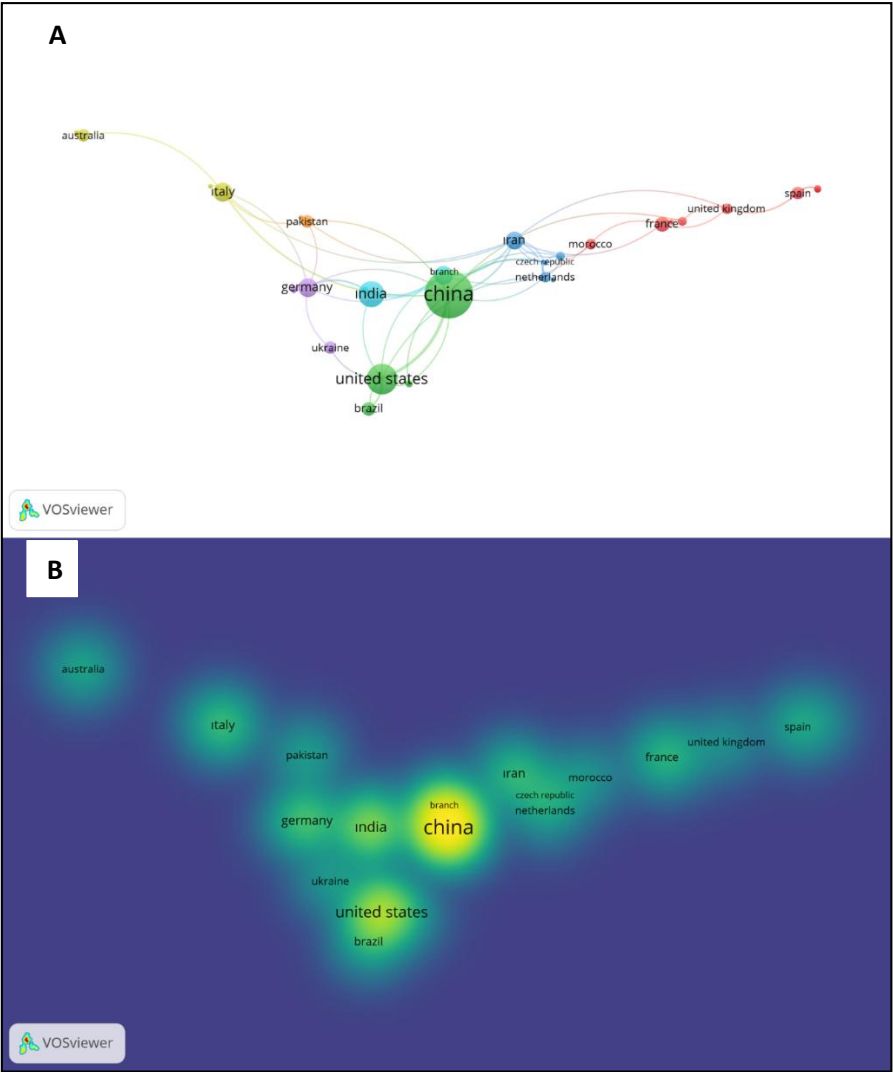 A
australia
italy
pakistan
united kingdom
spain
france
iran
morocco
czech republic
branch
netherlands
germany
india
china
ukraine
united states
brazil
VOSviewer
B
australia
italy
pakistan
united kingdom
spain
france
iran
morocco
czech republic
branch
netherlands
germany
india
china
ukraine
united states
brazil
VOSviewer